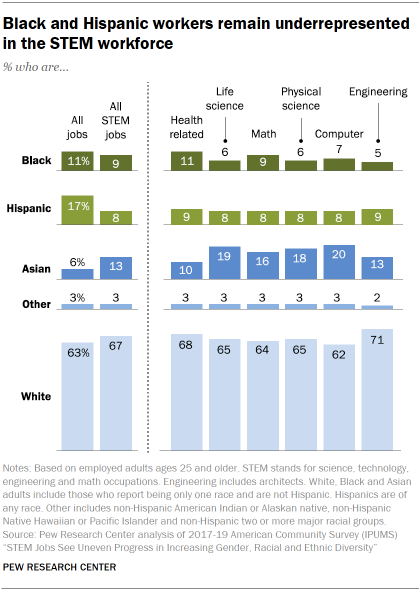 Black and Hispanic workers remain underrepresented
in the STEM workforce
% who are...
All jobs
All STEM jobs
Health related
Life science
Math
Physical science
Computer
Engineering
Black 11% 9 11 6 9 6 7 5
Hispanic 17% 8 9 8 8 8 8 9
Asian 6% 13 10 19 16 18 20 13
Other 3% 3 3 3 3 3 3 2
White 63% 67 68 65 64 65 62 71
Notes: Based on employed adults ages 25 and older. STEM stands for science, technology,
engineering and math occupations. Engineering includes architects. White, Black and Asian
adults include those who report being only one race and are not Hispanic. Hispanics are of
any race. Other includes non-Hispanic American Indian or Alaskan native, non-Hispanic
Native Hawaiian or Pacific Islander and non-Hispanic two or more major racial groups.
Source: Pew Research Center analysis of 2017-19 American Community Survey (IPUMS)
"STEM Jobs See Uneven Progress in Increasing Gender, Racial and Ethnic Diversity"
PEW RESEARCH CENTER